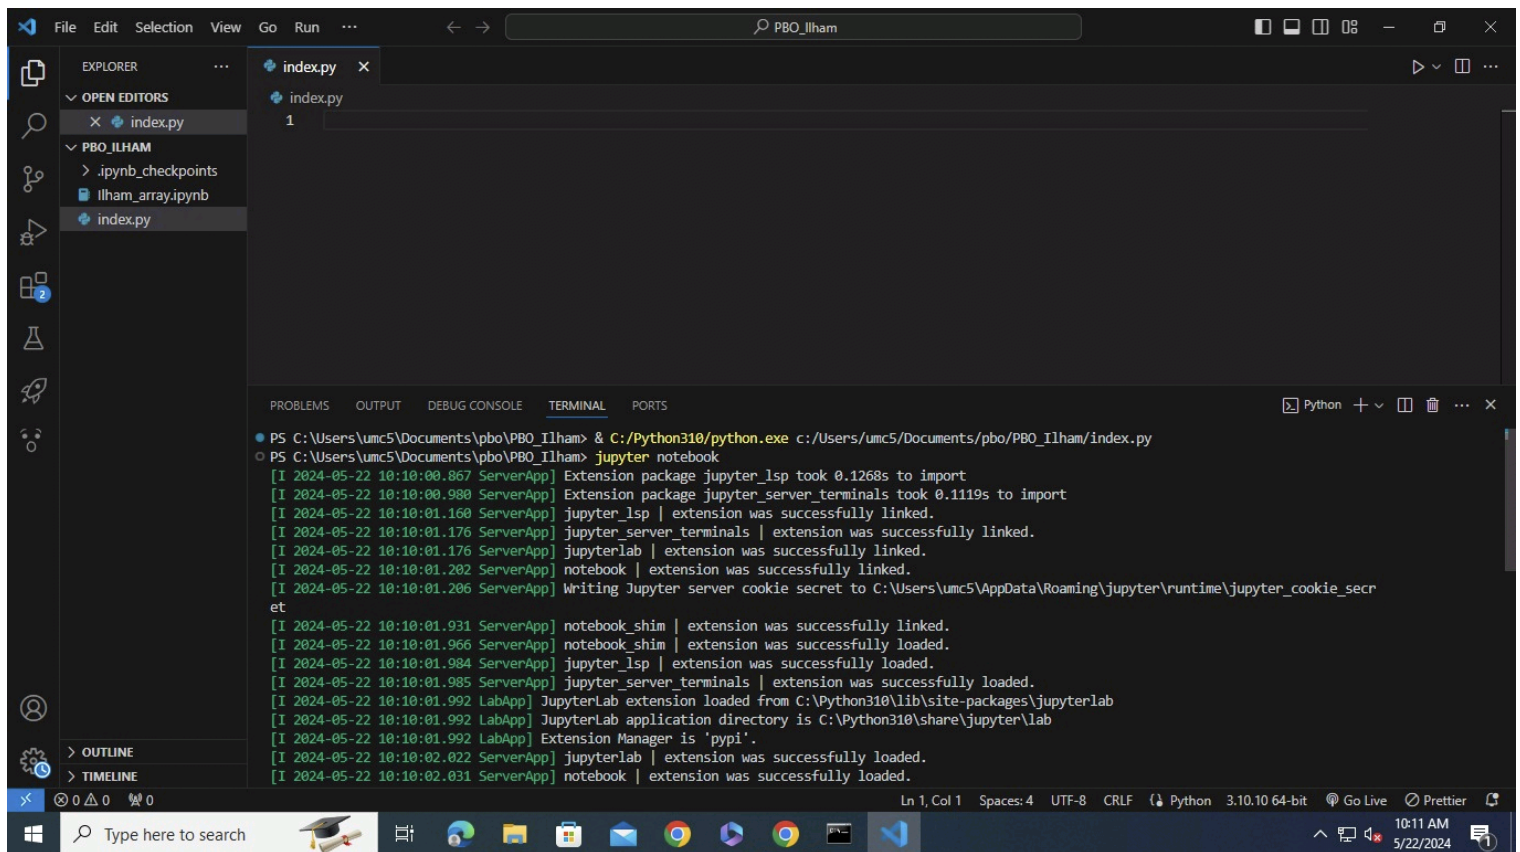 File Edit Selection View Go Run ···
PBO_Ilham
EXPLORER ···
index.py
OPEN EDITORS
index.py
index.py
1
PBO_ILHAM
.ipynb_checkpoints
Ilham_array.ipynb
index.py
2
PROBLEMS OUTPUT DEBUG CONSOLE TERMINAL PORTS
Python
PS C:\Users\umc5\Documents\pbo\PBO_Ilham> & C:/Python310/python.exe c:/Users/umc5/Documents/pbo/PBO_Ilham/index.py
PS C:\Users\umc5\Documents\pbo\PBO_Ilham> jupyter notebook
[I 2024-05-22 10:10:00.867 ServerApp] Extension package jupyter_lsp took 0.1268s to import
[I 2024-05-22 10:10:00.980 ServerApp] Extension package jupyter_server_terminals took 0.1119s to import
[I 2024-05-22 10:10:01.160 ServerApp] jupyter_lsp | extension was successfully linked.
[I 2024-05-22 10:10:01.176 ServerApp] jupyter_server_terminals | extension was successfully linked.
[I 2024-05-22 10:10:01.176 ServerApp] jupyterlab | extension was successfully linked.
[I 2024-05-22 10:10:01.202 ServerApp] notebook | extension was successfully linked.
[I 2024-05-22 10:10:01.206 ServerApp] Writing Jupyter server cookie secret to C:\Users\umc5\AppData\Roaming\jupyter\runtime\jupyter_cookie_secr
et
[I 2024-05-22 10:10:01.931 ServerApp] notebook_shim | extension was successfully linked.
[I 2024-05-22 10:10:01.966 ServerApp] notebook_shim | extension was successfully loaded.
[I 2024-05-22 10:10:01.984 ServerApp] jupyter_lsp | extension was successfully loaded.
[I 2024-05-22 10:10:01.985 ServerApp] jupyter_server_terminals | extension was successfully loaded.
[I 2024-05-22 10:10:01.992 LabApp] JupyterLab extension loaded from C:\Python310\lib\site-packages\jupyterlab
[I 2024-05-22 10:10:01.992 LabApp] JupyterLab application directory is C:\Python310\share\jupyter\lab
[I 2024-05-22 10:10:01.992 LabApp] Extension Manager is 'pypi'.
[I 2024-05-22 10:10:02.022 ServerApp] jupyterlab | extension was successfully loaded.
[I 2024-05-22 10:10:02.031 ServerApp] notebook | extension was successfully loaded.
OUTLINE
TIMELINE
0 0 0
Ln 1, Col 1 Spaces: 4 UTF-8 CRLF Python 3.10.10 64-bit Go Live Prettier
Type here to search
10:11 AM
5/22/2024
1